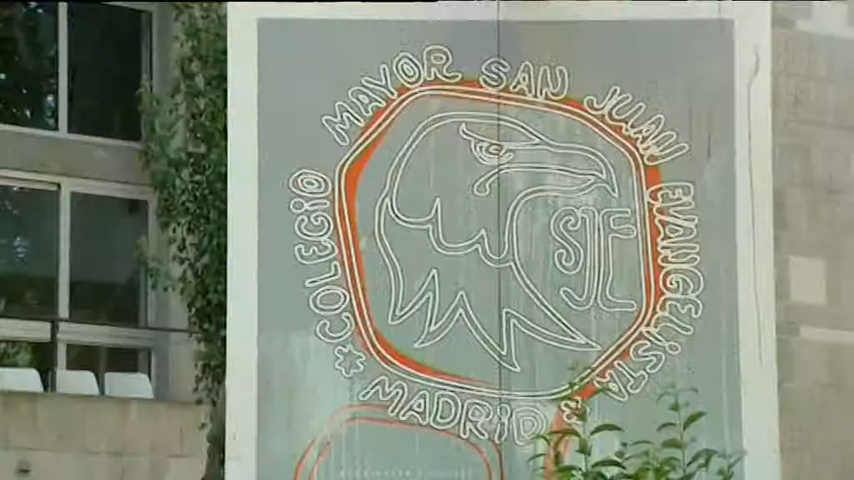 COLEGIO MAYOR SAN JUAN EVANGELISTA
* MADRID *
SJE